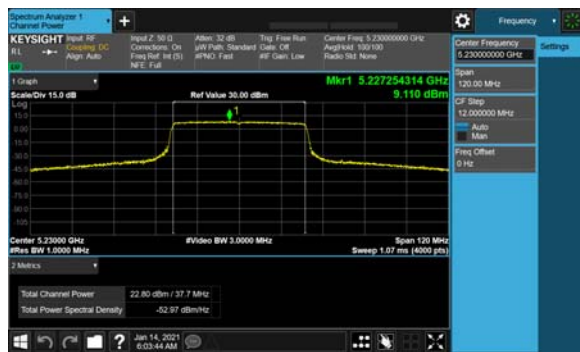 Spectrum Analyzer 1
Channel Power
+
Frequency
KEYSIGHT
Input: RF
Coupling: DC
Align: Auto
RL
Input Z: 50 Ω
Corrections: On
Freq Ref: Int (S)
NFE: Full
Atten: 32 dB
µW Path: Standard
#PNO: Fast
Trig: Free Run
Gate: Off
#IF Gain: Low
Center Freq: 5.230000000 GHz
Avg|Hold: 100/100
Radio Std: None
Center Frequency
5.230000000 GHz
Settings
Span
120.00 MHz
CF Step
12.000000 MHz
Auto
Man
Freq Offset
0 Hz
1 Graph
Scale/Div 15.0 dB
Ref Value 30.00 dBm
Mkr1 5.227254314 GHz
9.110 dBm
Log
15.0
0.00
-15.0
-30.0
-45.0
-60.0
-75.0
-90.0
-105
1
Center 5.23000 GHz
#Res BW 1.0000 MHz
#Video BW 3.0000 MHz
Span 120 MHz
Sweep 1.07 ms (4000 pts)
2 Metrics
Total Channel Power 22.80 dBm / 37.7 MHz
Total Power Spectral Density -52.97 dBm/Hz
?
Jan 14, 2021
6:03:44 AM